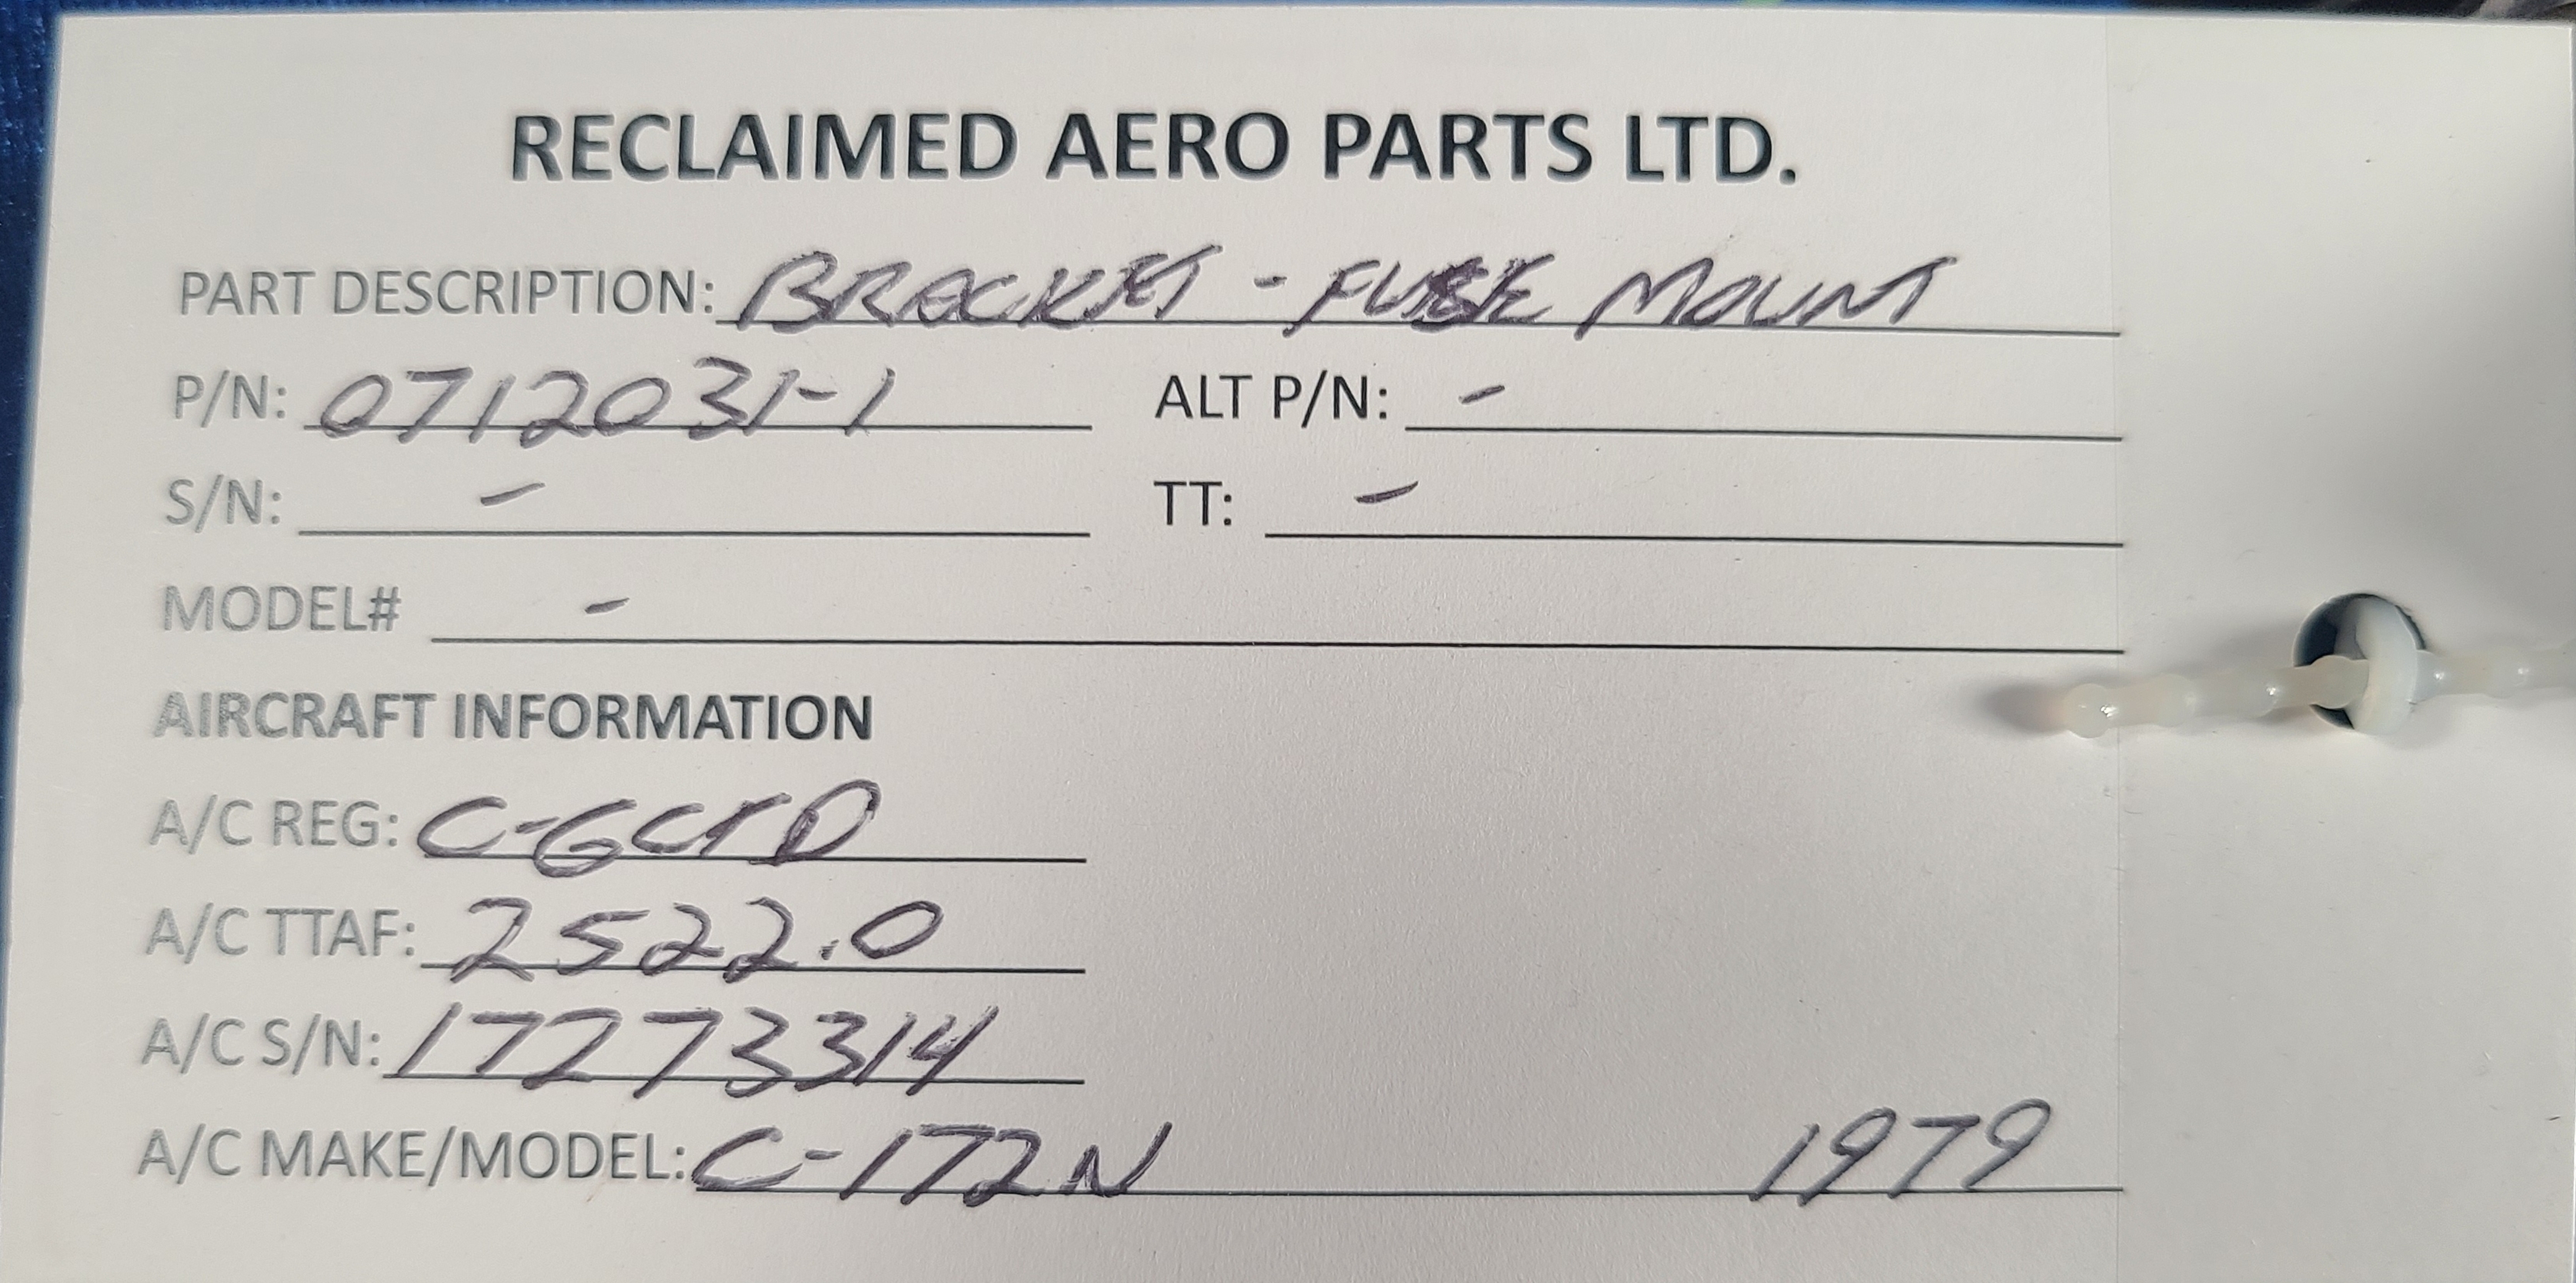 RECLAIMED AERO PARTS LTD.
PART DESCRIPTION: BRACKET - FUSE MOUNT
P/N: 0712031-1 ALT P/N: -
S/N: - TT: -
MODEL# -
AIRCRAFT INFORMATION
A/C REG:
A/C TTAF: 2522.0
A/C S/N: 17273314
A/C MAKE/MODEL: C-172N 1979